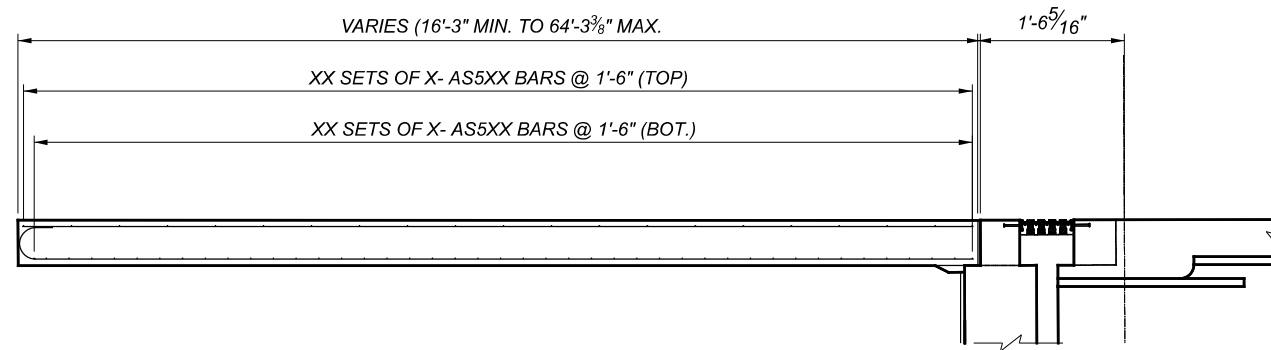 VARIES (16'-3" MIN. TO 64'-3⅜" MAX.
1'-6 5/16"
XX SETS OF X- AS5XX BARS @ 1'-6" (TOP)
XX SETS OF X- AS5XX BARS @ 1'-6" (BOT.)